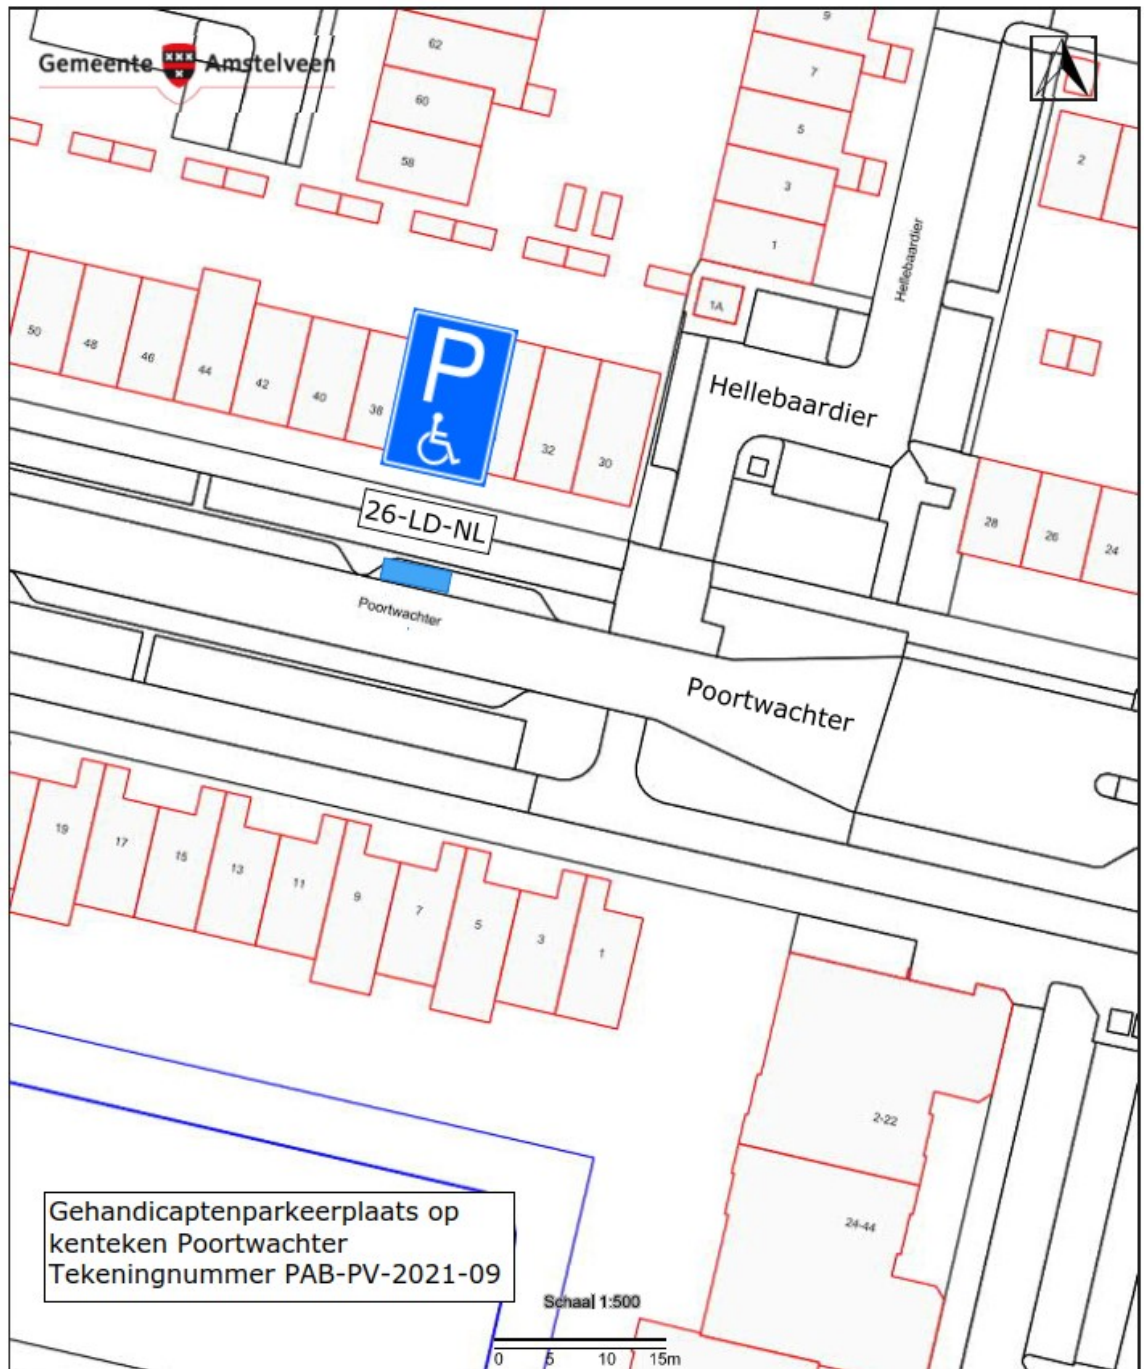 Gemeente Amstelveen
62
60
58
9
7
5
3
1
1A
2
Hellebaardier
50
48
46
44
42
40
38
P
32
30
Hellebaardier
28
26
24
26-LD-NL
Poortwachter
Poortwachter
19
17
15
13
11
9
7
5
3
1
2-22
24-44
Gehandicaptenparkeerplaats op
kenteken Poortwachter
Tekeningnummer PAB-PV-2021-09
Schaal 1:500
0 5 10 15m